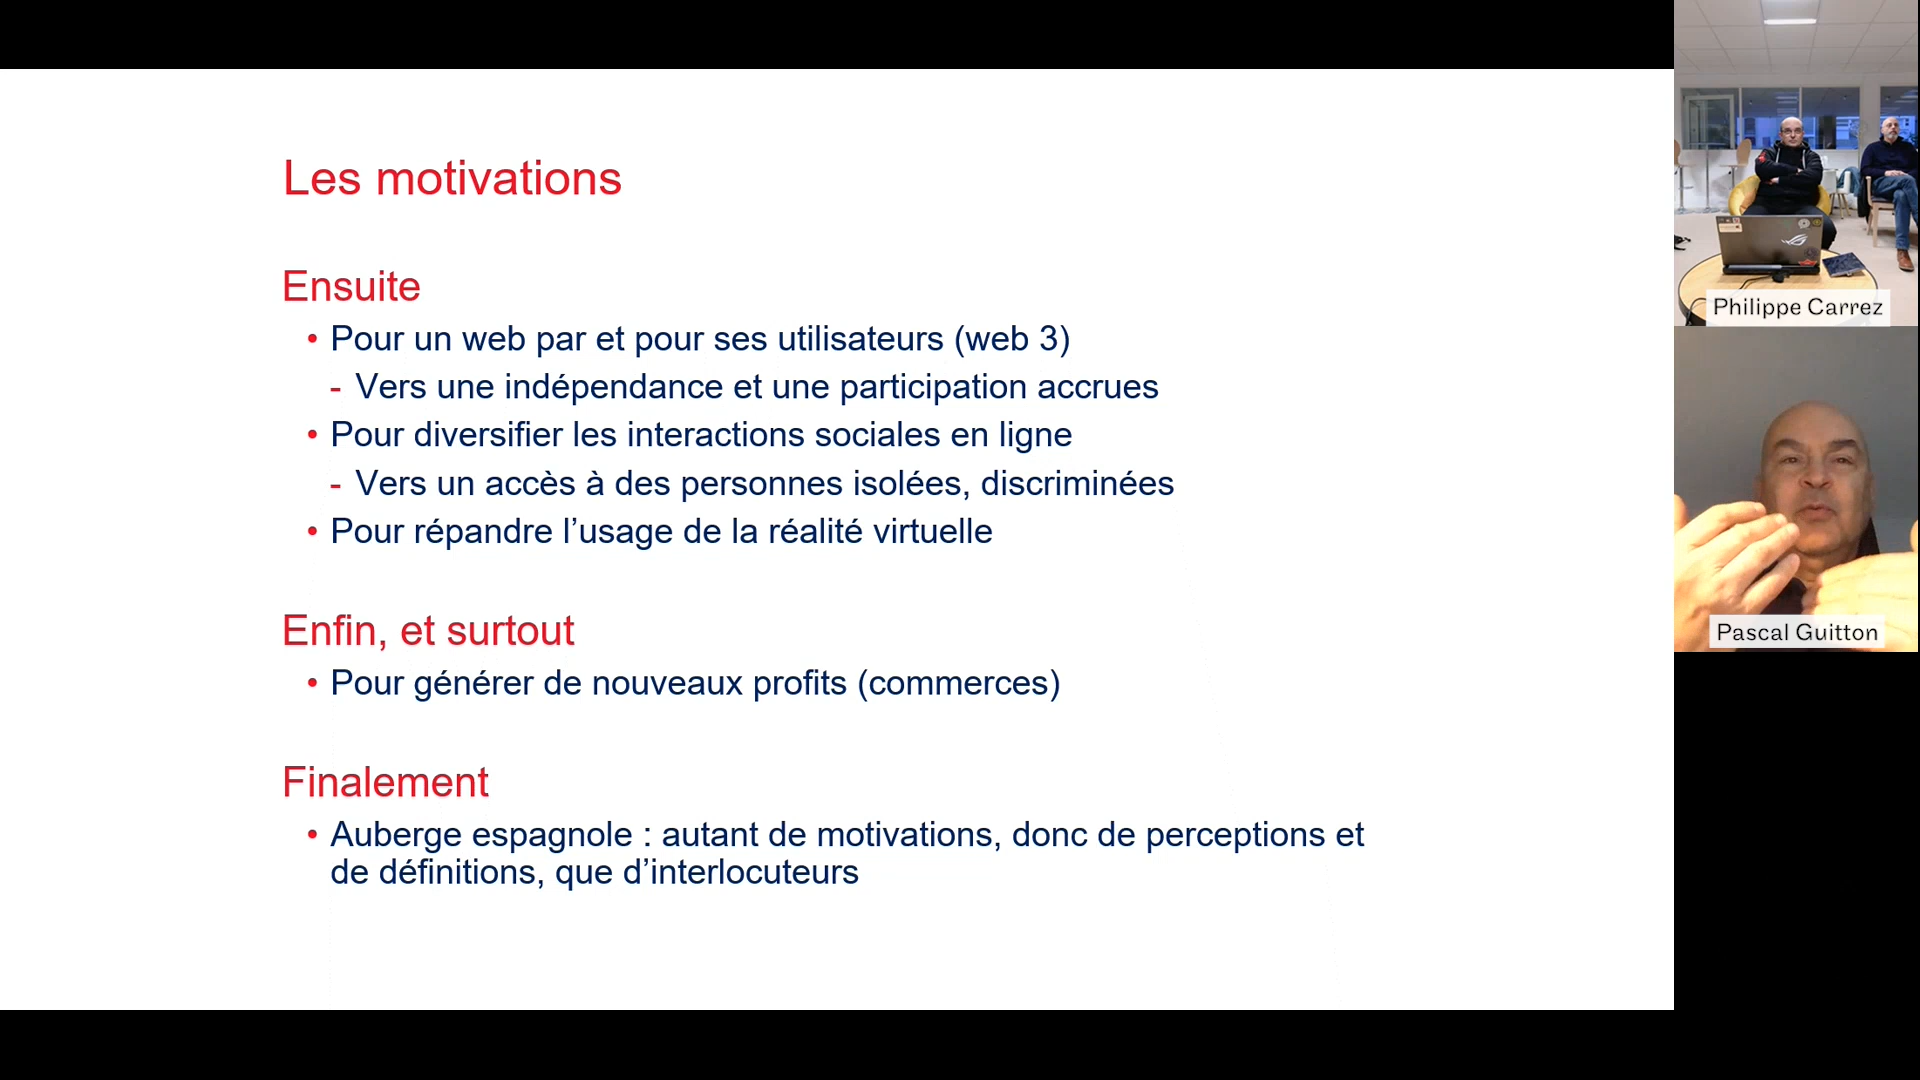 Les motivations
Ensuite
• Pour un web par et pour ses utilisateurs (web 3)
- Vers une indépendance et une participation accrues
• Pour diversifier les interactions sociales en ligne
- Vers un accès à des personnes isolées, discriminées
• Pour répandre l’usage de la réalité virtuelle
Enfin, et surtout
• Pour générer de nouveaux profits (commerces)
Finalement
• Auberge espagnole : autant de motivations, donc de perceptions et
de définitions, que d’interlocuteurs
Philippe Carrez
Pascal Guitton